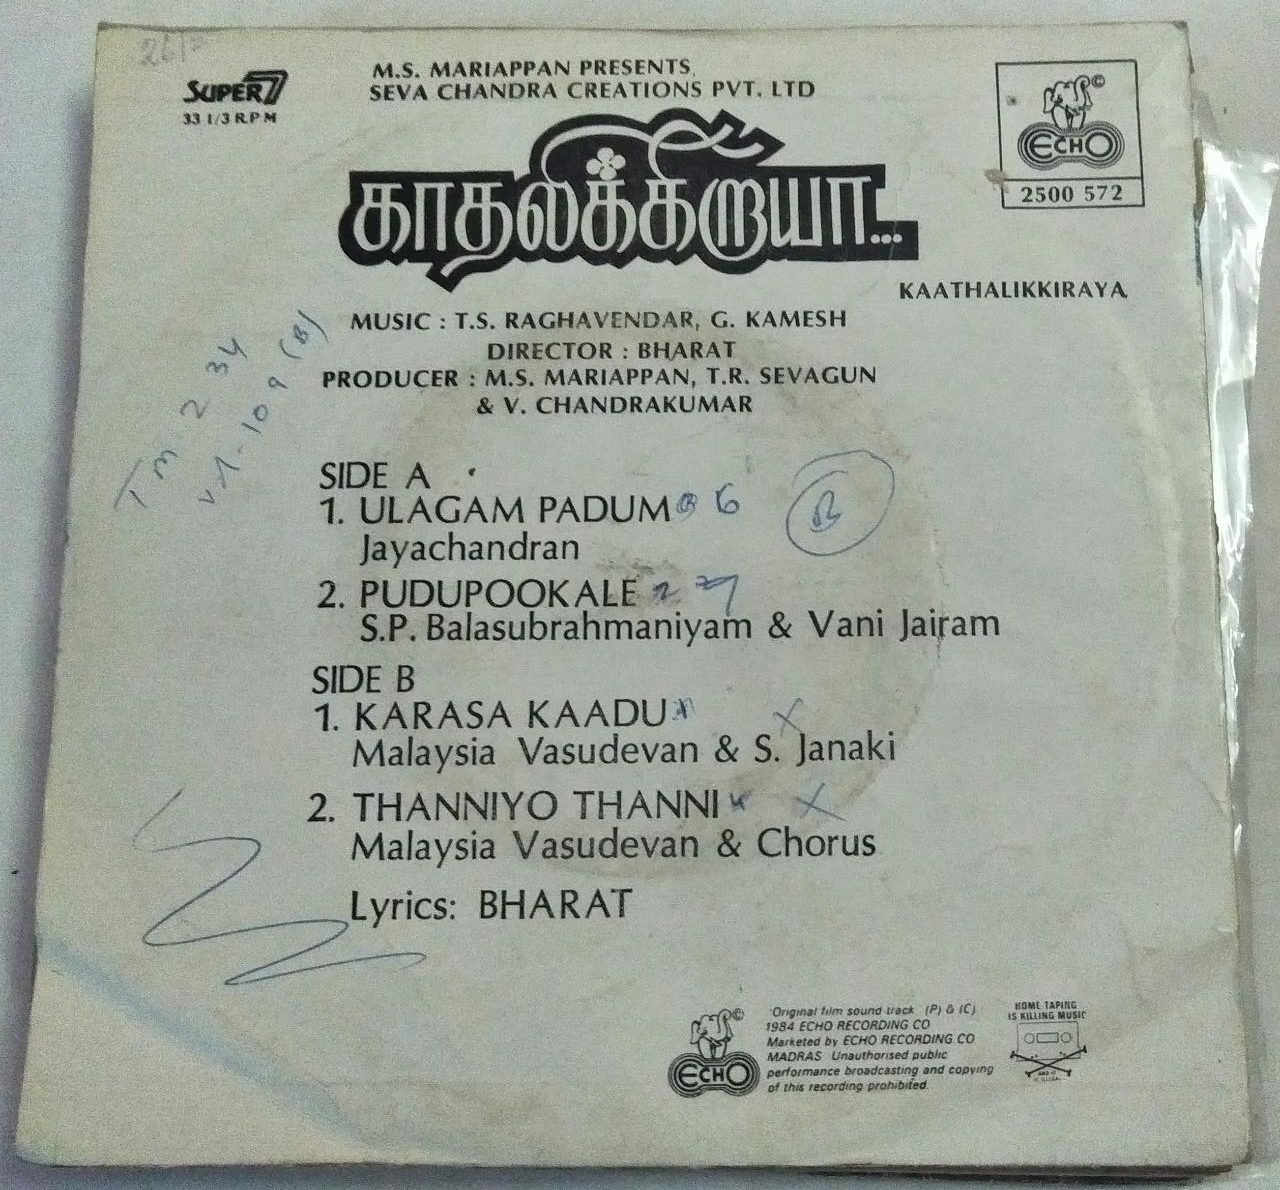 SUPER 7
33 1/3 R.P.M
M.S. MARIAPPAN PRESENTS
SEVA CHANDRA CREATIONS PVT. LTD
©
ECHO
2500 572
காதலிக்கிறாயா...
KAATHALIKKIRAYA
MUSIC : T.S. RAGHAVENDAR, G. KAMESH
DIRECTOR : BHARAT
PRODUCER : M.S. MARIAPPAN, T.R. SEVAGUN
& V. CHANDRAKUMAR
SIDE A
1. ULAGAM PADUM
Jayachandran
2. PUDUPOOKALE
S.P. Balasubrahmaniyam & Vani Jairam
SIDE B
1. KARASA KAADU
Malaysia Vasudevan & S. Janaki
2. THANNIYO THANNI
Malaysia Vasudevan & Chorus
Lyrics: BHARAT
©
ECHO
Original film sound track (P) & (C)
1984 ECHO RECORDING CO
Marketed by ECHO RECORDING CO
MADRAS Unauthorised public
performance broadcasting and copying
of this recording prohibited.
HOME TAPING
IS KILLING MUSIC